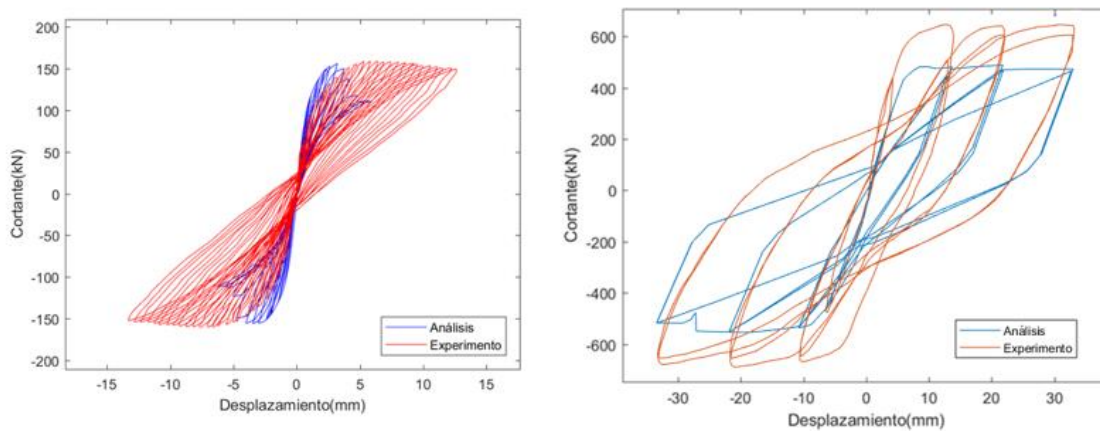 200
150
100
50
0
-50
-100
-150
-200
Cortante(kN)
-15 -10 -5 0 5 10 15
Desplazamiento(mm)
Análisis
Experimento
600
400
200
0
-200
-400
-600
Cortante(kN)
-30 -20 -10 0 10 20 30
Desplazamiento(mm)
Análisis
Experimento